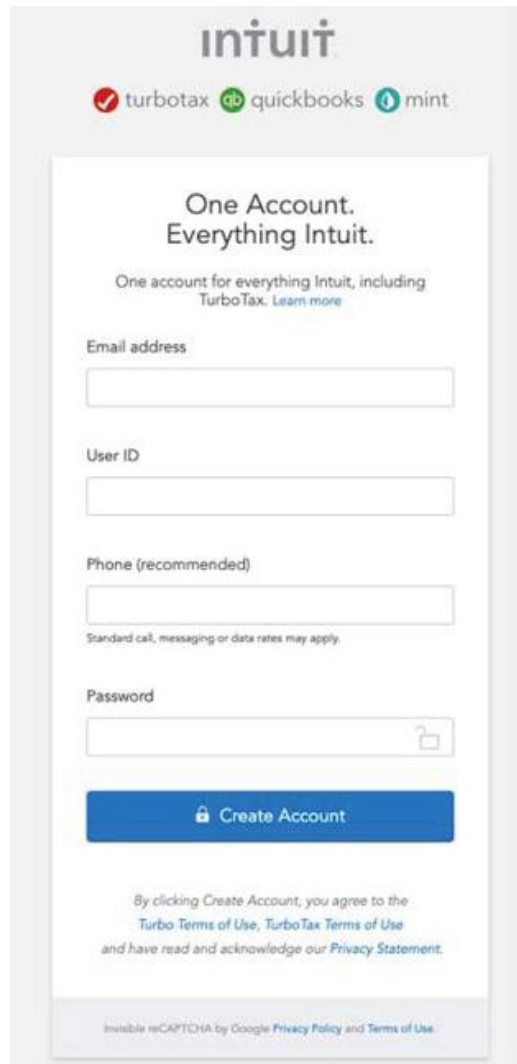 intuit
turbotax qb quickbooks mint
One Account.
Everything Intuit.
One account for everything Intuit, including
TurboTax. Learn more
Email address
User ID
Phone (recommended)
Standard call, messaging or data rates may apply.
Password
Create Account
By clicking Create Account, you agree to the
Turbo Terms of Use, TurboTax Terms of Use
and have read and acknowledge our Privacy Statement.
Invisible reCAPTCHA by Google Privacy Policy and Terms of Use.